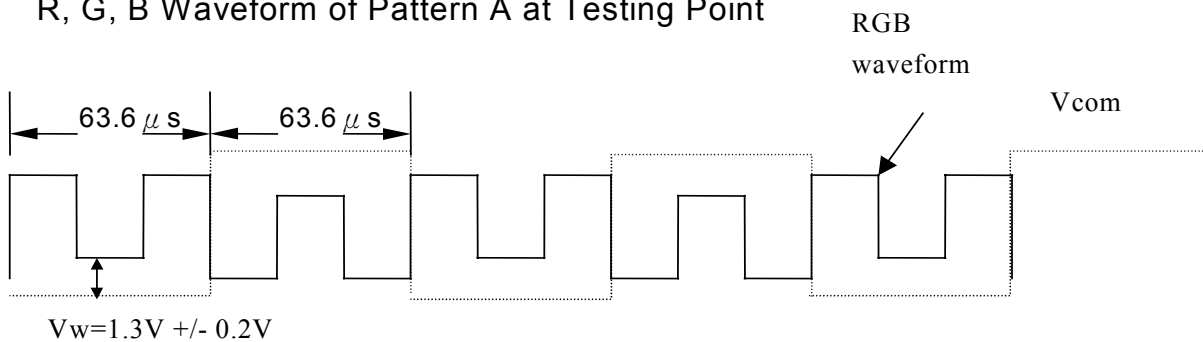 R, G, B Waveform of Pattern A at Testing Point
RGB
waveform
Vcom
63.6 μ s
63.6 μ s
Vw=1.3V +/- 0.2V